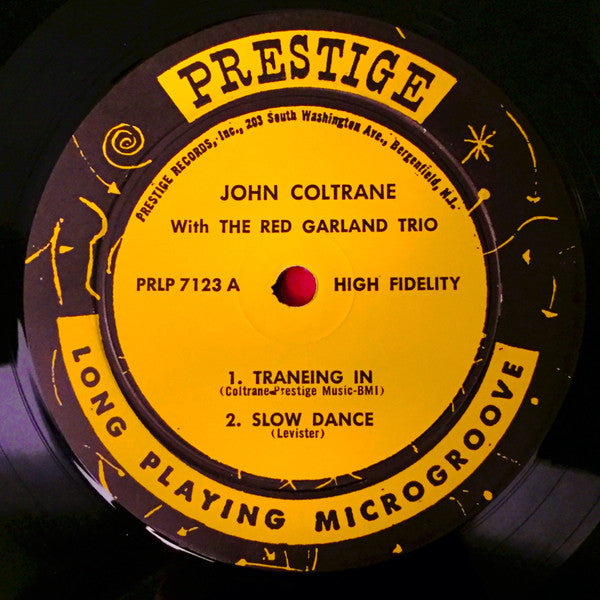 PRESTIGE
PRESTIGE RECORDS, Inc., 203 South Washington Ave., Bergenfield, N.J.
JOHN COLTRANE
With THE RED GARLAND TRIO
PRLP 7123 A HIGH FIDELITY
1. TRANEING IN
(Coltrane-Prestige Music-BMI)
2. SLOW DANCE
(Levister)
LONG PLAYING MICROGROOVE